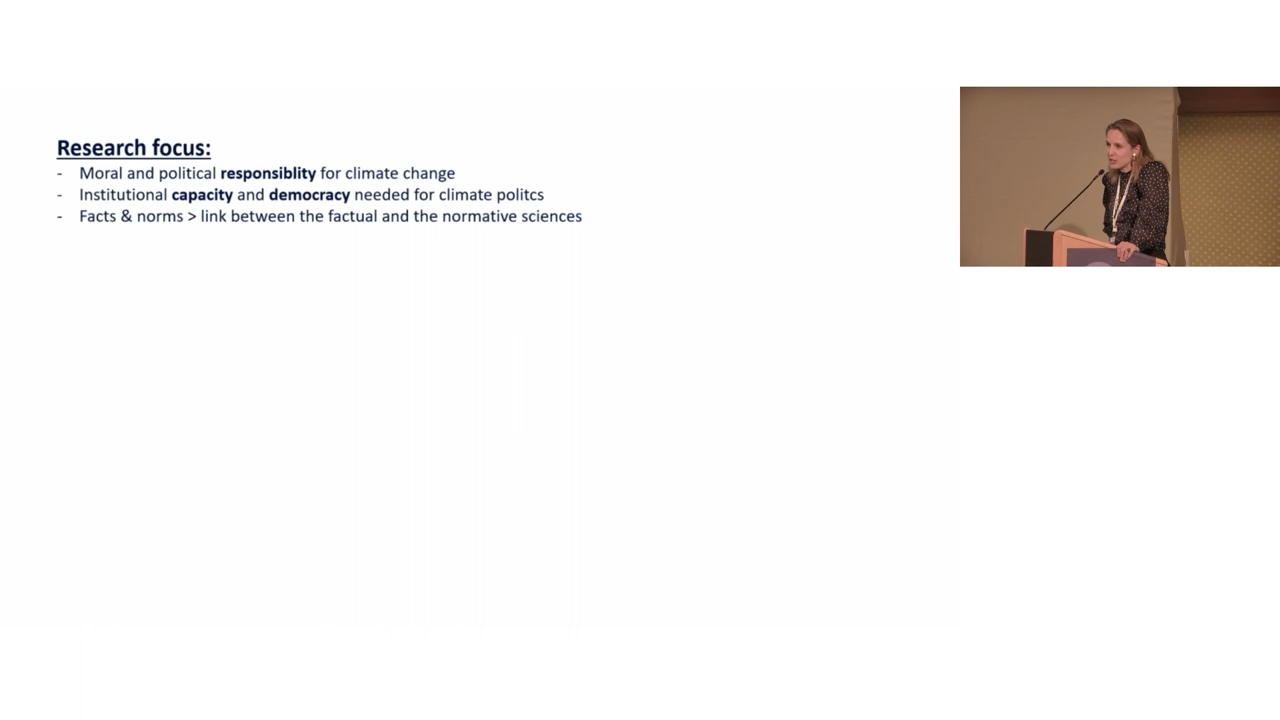 Research focus:
- Moral and political responsiblity for climate change
- Institutional capacity and democracy needed for climate politcs
- Facts & norms > link between the factual and the normative sciences